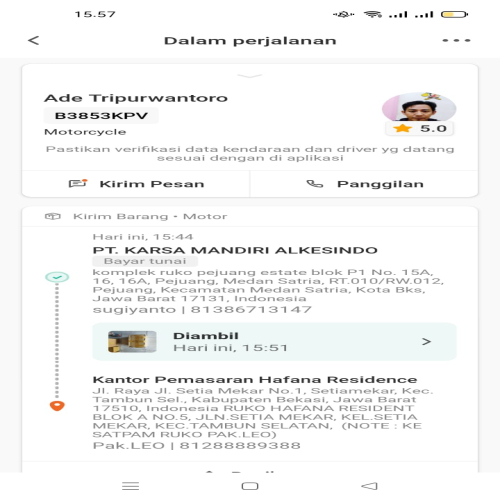 15.57
Dalam perjalanan
Ade Tripurwantoro
B3853KPV
Motorcycle
5.0
Pastikan verifikasi data kendaraan dan driver yg datang
sesuai dengan di aplikasi
Kirim Pesan
Panggilan
Kirim Barang • Motor
Hari ini, 15:44
PT. KARSA MANDIRI ALKESINDO
Bayar tunai
komplek ruko pejuang estate blok P1 No. 15A,
16, 16A, Pejuang, Medan Satria, RT.010/RW.012,
Pejuang, Kecamatan Medan Satria, Kota Bks,
Jawa Barat 17131, Indonesia
sugiyanto | 81386713147
Diambil
Hari ini, 15:51
Kantor Pemasaran Hafana Residence
Jl. Raya Jl. Setia Mekar No.1, Setiamekar, Kec.
Tambun Sel., Kabupaten Bekasi, Jawa Barat
17510, Indonesia RUKO HAFANA RESIDENT
BLOK A NO.5, JLN.SETIA MEKAR, KEL.SETIA
MEKAR, KEC.TAMBUN SELATAN, (NOTE : KE
SATPAM RUKO PAK.LEO)
Pak.LEO | 81288889388